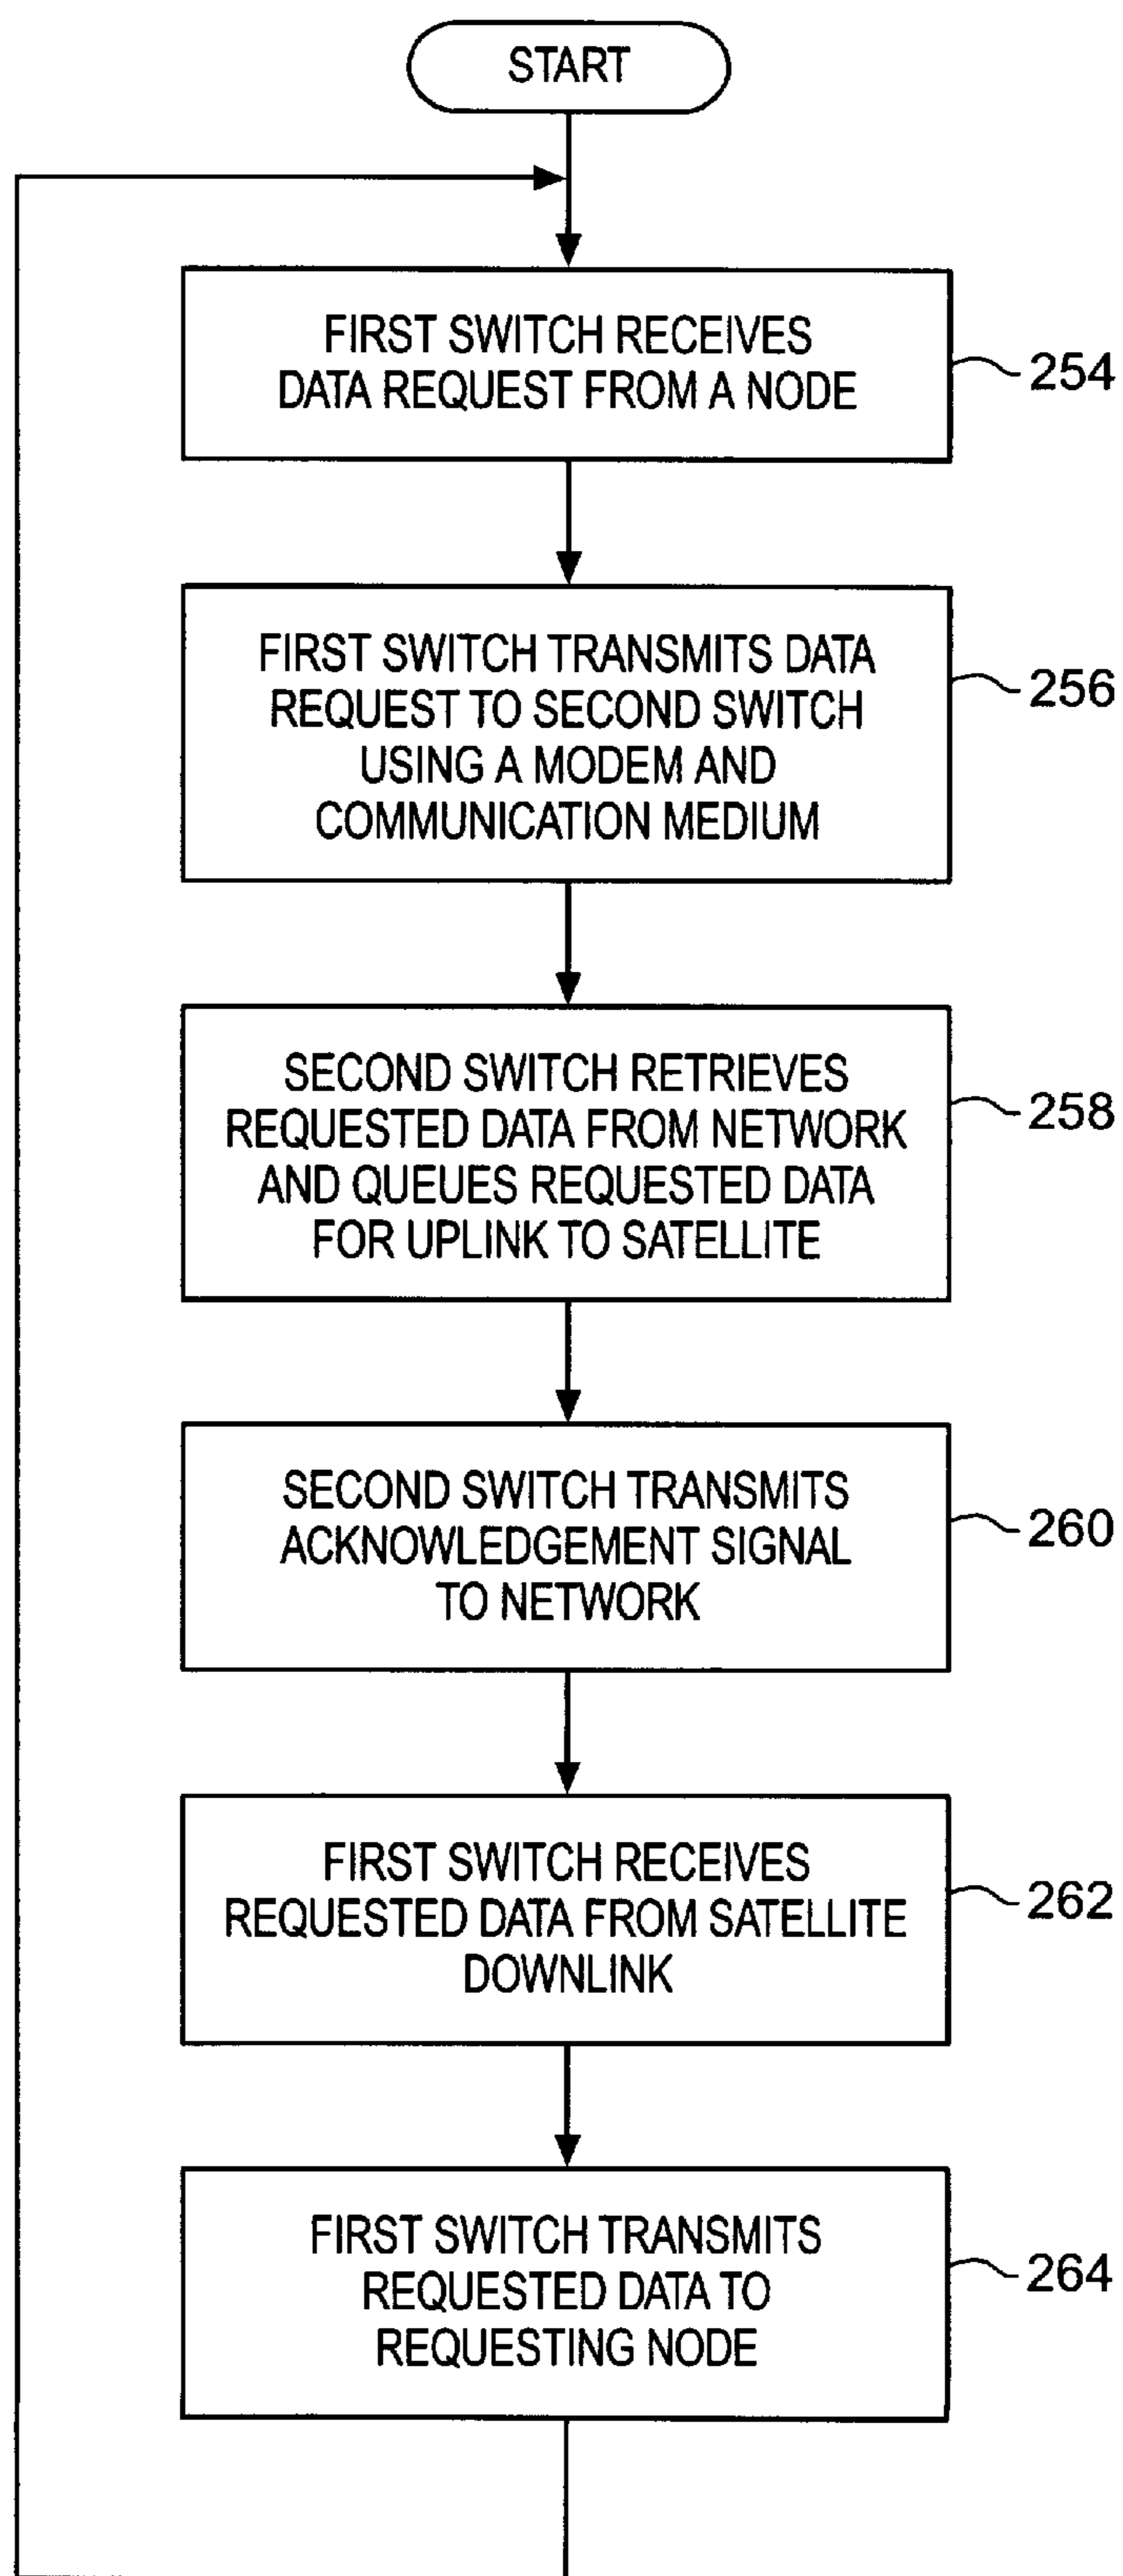 START
FIRST SWITCH RECEIVES
DATA REQUEST FROM A NODE
254
FIRST SWITCH TRANSMITS DATA
REQUEST TO SECOND SWITCH
USING A MODEM AND
COMMUNICATION MEDIUM
256
SECOND SWITCH RETRIEVES
REQUESTED DATA FROM NETWORK
AND QUEUES REQUESTED DATA
FOR UPLINK TO SATELLITE
258
SECOND SWITCH TRANSMITS
ACKNOWLEDGEMENT SIGNAL
TO NETWORK
260
FIRST SWITCH RECEIVES
REQUESTED DATA FROM SATELLITE
DOWNLINK
262
FIRST SWITCH TRANSMITS
REQUESTED DATA TO
REQUESTING NODE
264